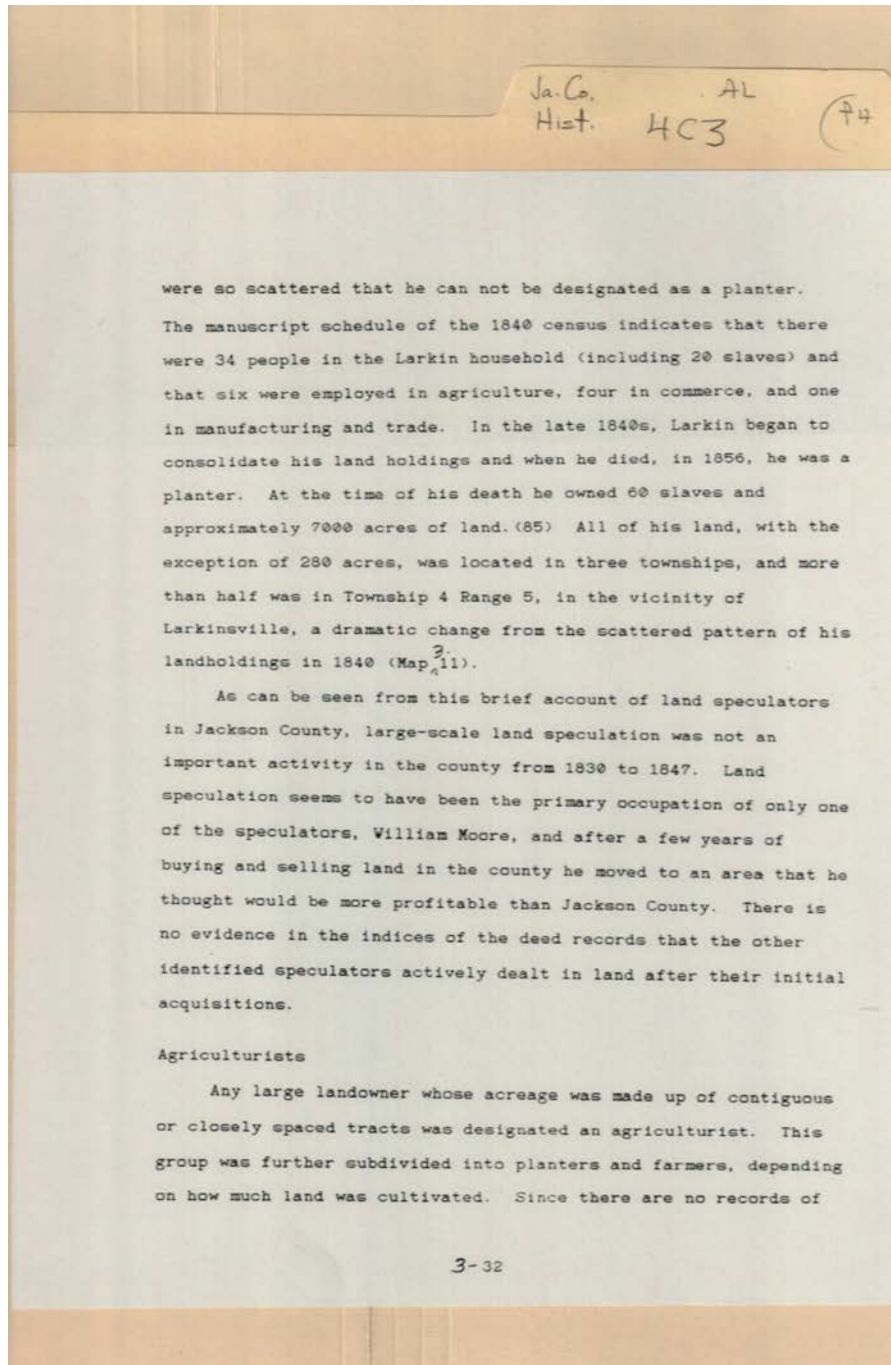 Ja. Co. AL
Hist. 4C3
were so scattered that he can not be designated as a planter.
The manuscript schedule of the 1840 census indicates that there
were 34 people in the Larkin household (including 20 slaves) and
that six were employed in agriculture, four in commerce, and one
in manufacturing and trade. In the late 1840s, Larkin began to
consolidate his land holdings and when he died, in 1856, he was a
planter. At the time of his death he owned 60 slaves and
approximately 7000 acres of land.(85) All of his land, with the
exception of 280 acres, was located in three townships, and more
than half was in Township 4 Range 5, in the vicinity of
Larkinsville, a dramatic change from the scattered pattern of his
landholdings in 1840 (Map 3.11).
As can be seen from this brief account of land speculators
in Jackson County, large-scale land speculation was not an
important activity in the county from 1830 to 1847. Land
speculation seems to have been the primary occupation of only one
of the speculators, William Moore, and after a few years of
buying and selling land in the county he moved to an area that he
thought would be more profitable than Jackson County. There is
no evidence in the indices of the deed records that the other
identified speculators actively dealt in land after their initial
acquisitions.
Agriculturists
Any large landowner whose acreage was made up of contiguous
or closely spaced tracts was designated an agriculturist. This
group was further subdivided into planters and farmers, depending
on how much land was cultivated. Since there are no records of
3-32